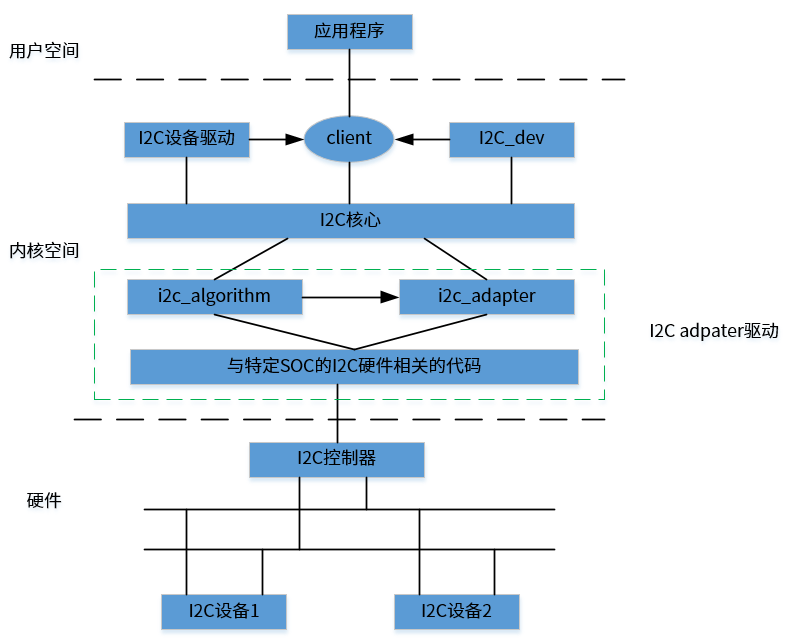 应用程序
用户空间
I2C设备驱动
client
I2C_dev
I2C核心
内核空间
i2c_algorithm
i2c_adapter
I2C adpater驱动
与特定SOC的I2C硬件相关的代码
I2C控制器
硬件
I2C设备1
I2C设备2